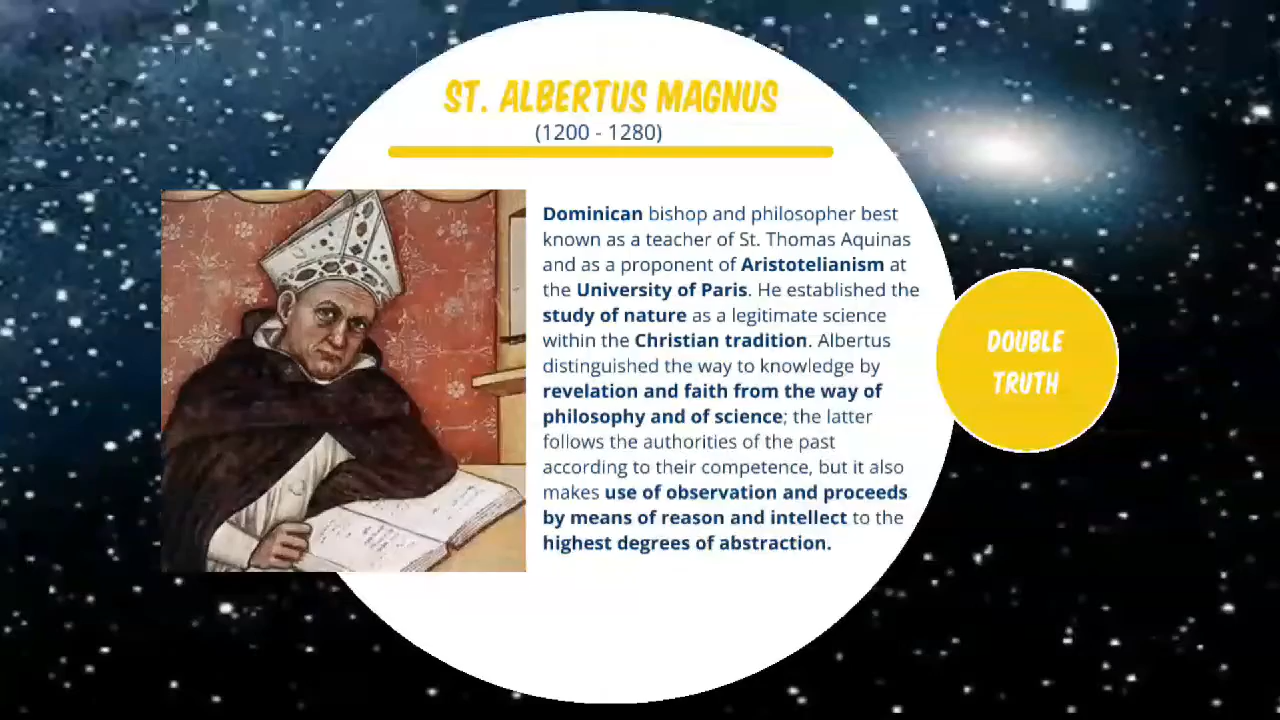 ST. ALBERTUS MAGNUS
(1200 - 1280)
Dominican bishop and philosopher best
known as a teacher of St. Thomas Aquinas
and as a proponent of Aristotelianism at
the University of Paris. He established the
study of nature as a legitimate science
within the Christian tradition. Albertus
distinguished the way to knowledge by
revelation and faith from the way of
philosophy and of science; the latter
follows the authorities of the past
according to their competence, but it also
makes use of observation and proceeds
by means of reason and intellect to the
highest degrees of abstraction.
DOUBLE
TRUTH